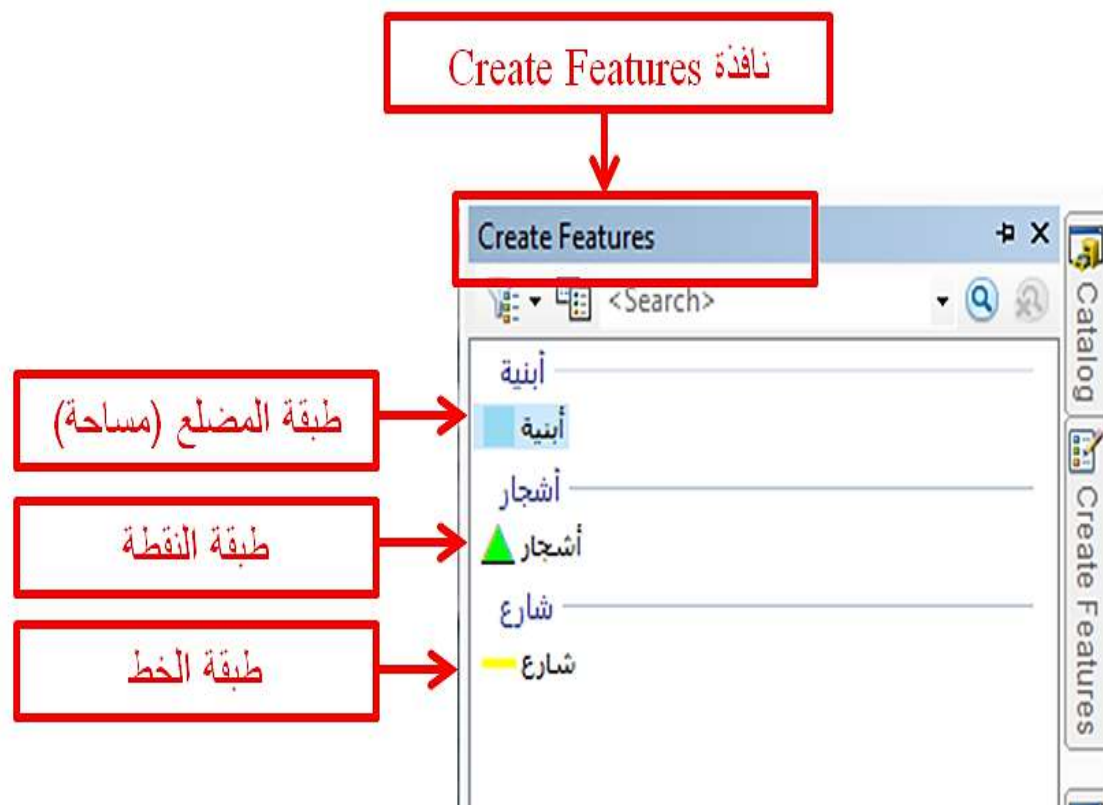 نافذة Create Features
Create Features
<Search>
أبنية
أبنية
طبقة المضلع (مساحة)
أشجار
أشجار
طبقة النقطة
شارع
شارع
طبقة الخط
Catalog
Create Features